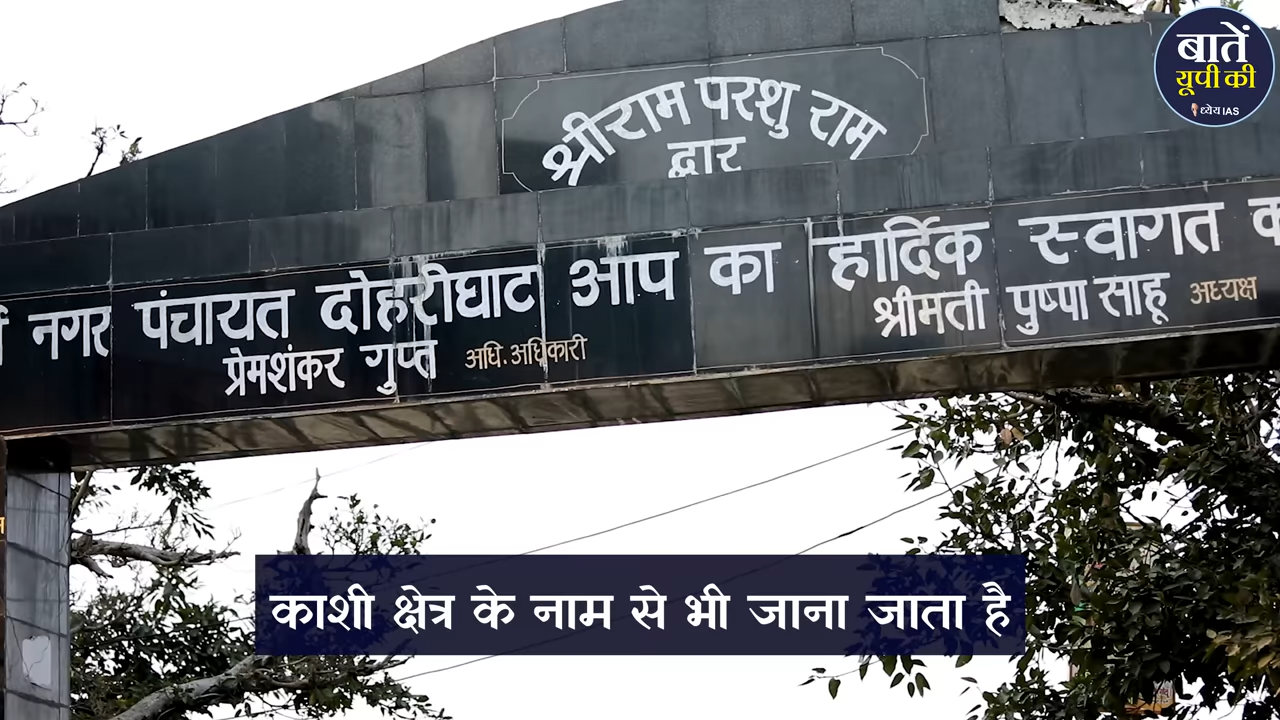 बातें
यूपी की
ध्येय IAS
श्री राम परशु राम
द्वार
नगर पंचायत दोहरीघाट आप का हार्दिक स्वागत
प्रेमशंकर गुप्त अधि. अधिकारी श्रीमती पुष्पा साहू अध्यक्ष
काशी क्षेत्र के नाम से भी जाना जाता है